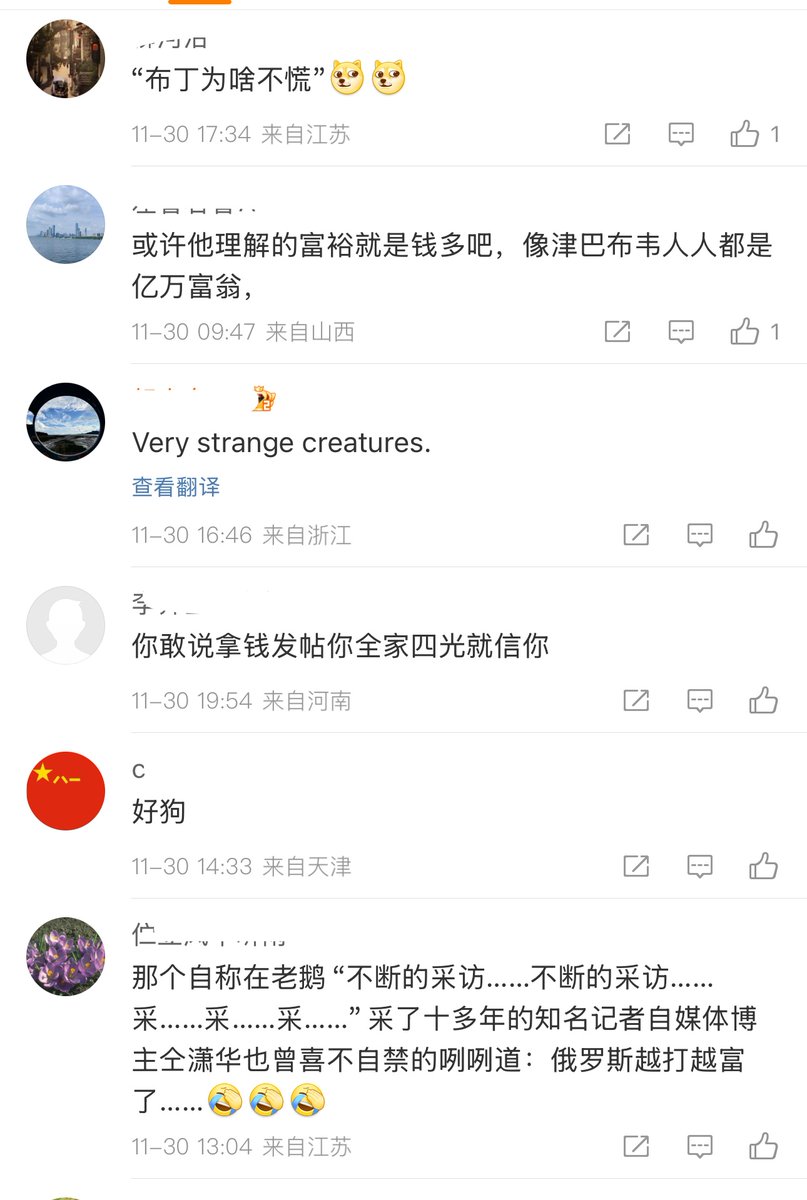 “布丁为啥不慌”
11-30 17:34 来自江苏
1
或许他理解的富裕就是钱多吧，像津巴布韦人人都是
亿万富翁，
11-30 09:47 来自山西
1
Very strange creatures.
查看翻译
11-30 16:46 来自浙江
你敢说拿钱发帖你全家四光就信你
11-30 19:54 来自河南
八一
c
好狗
11-30 14:33 来自天津
那个自称在老鹅 “不断的采访……不断的采访……
采……采……采……” 采了十多年的知名记者自媒体博
主仝潇华也曾喜不自禁的咧咧道：俄罗斯越打越富
了……
11-30 13:04 来自江苏